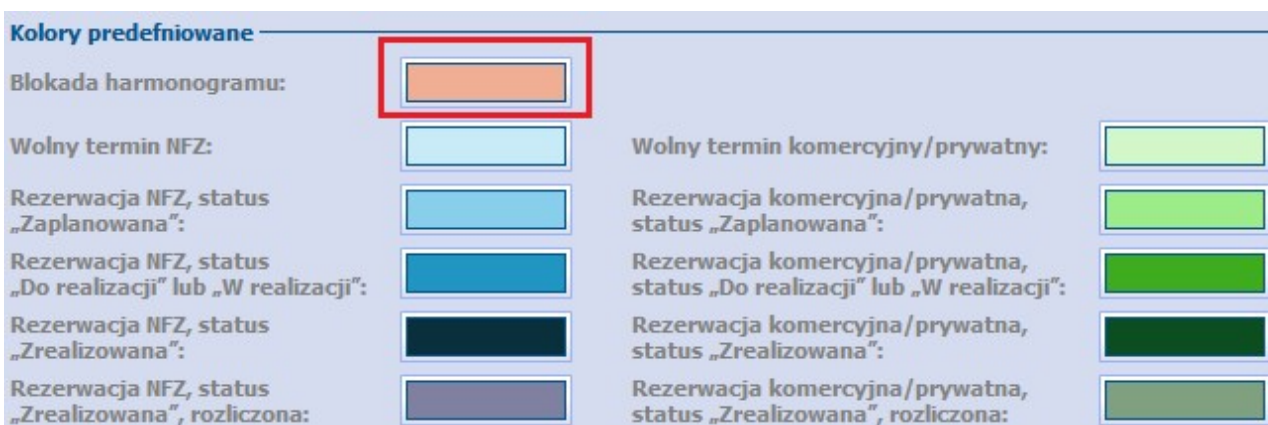 Kolory predefniowane
Blokada harmonogramu:
Wolny termin NFZ:
Wolny termin komercyjny/prywatny:
Rezerwacja NFZ, status
„Zaplanowana”:
Rezerwacja komercyjna/prywatna,
status „Zaplanowana”:
Rezerwacja NFZ, status
„Do realizacji” lub „W realizacji”:
Rezerwacja komercyjna/prywatna,
status „Do realizacji” lub „W realizacji”:
Rezerwacja NFZ, status
„Zrealizowana”:
Rezerwacja komercyjna/prywatna,
status „Zrealizowana”:
Rezerwacja NFZ, status
„Zrealizowana”, rozliczona:
Rezerwacja komercyjna/prywatna,
status „Zrealizowana”, rozliczona: